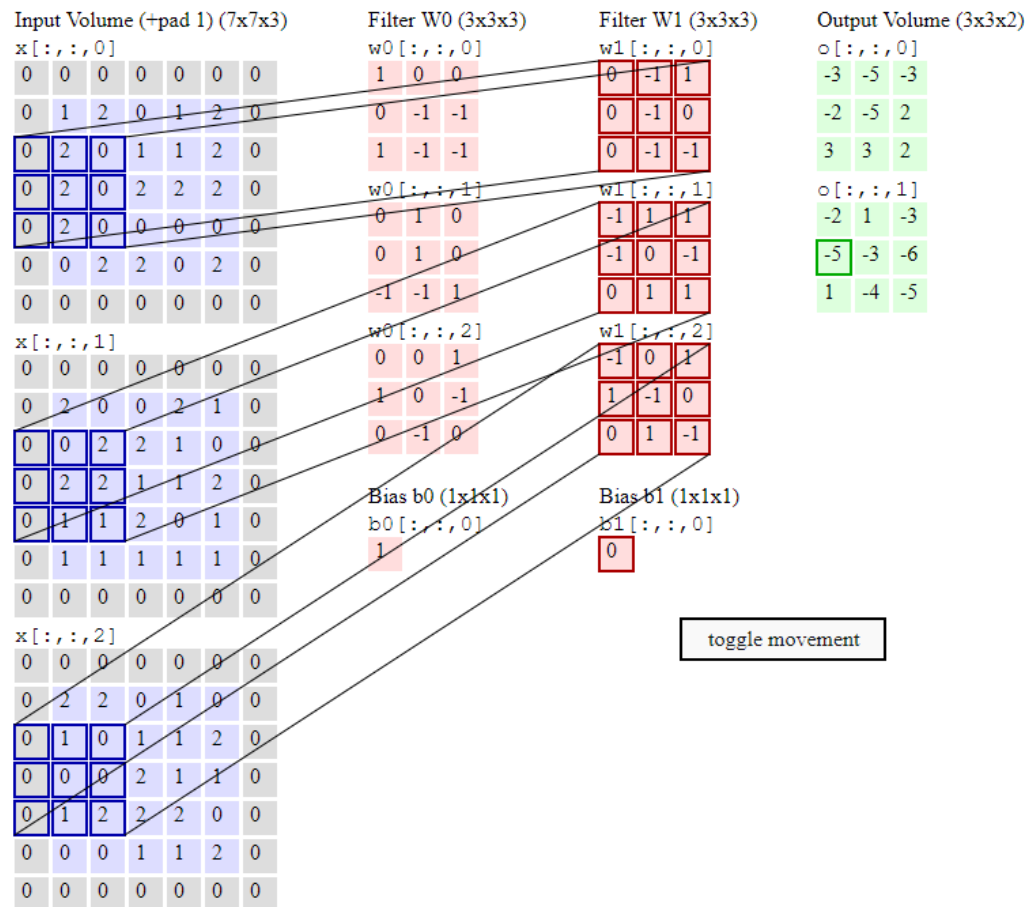 Input Volume (+pad 1) (7x7x3) Filter W0 (3x3x3) Filter W1 (3x3x3) Output Volume (3x3x2)
x[:,:,0] w0[:,:,0] w1[:,:,0] o[:,:,0]
0 0 0 0 0 0 0 1 0 0 0 -1 1 -3 -5 -3
0 1 2 0 1 2 0 0 -1 -1 0 -1 0 -2 -5 2
0 2 0 1 1 2 0 1 -1 -1 0 -1 -1 3 3 2
0 2 0 2 2 2 0 w0[:,:,1] w1[:,:,1] o[:,:,1]
0 2 0 0 0 0 0 0 1 0 -1 1 1 -2 1 -3
0 0 2 2 0 2 0 0 1 0 -1 0 -1 -5 -3 -6
0 0 0 0 0 0 0 -1 -1 1 0 1 1 1 -4 -5
x[:,:,1] w0[:,:,2] w1[:,:,2]
0 0 0 0 0 0 0 0 0 1 -1 0 1
0 2 0 0 2 1 0 1 0 -1 1 -1 0
0 0 2 2 1 0 0 0 -1 0 0 1 -1
0 2 2 1 1 2 0 Bias b0 (1x1x1) Bias b1 (1x1x1)
0 1 1 2 0 1 0 b0[:,:,0] b1[:,:,0]
0 1 1 1 1 1 0 1 0
0 0 0 0 0 0 0
x[:,:,2] toggle movement
0 0 0 0 0 0 0
0 2 2 0 1 0 0
0 1 0 1 1 2 0
0 0 0 2 1 1 0
0 1 2 2 2 0 0
0 0 0 1 1 2 0
0 0 0 0 0 0 0